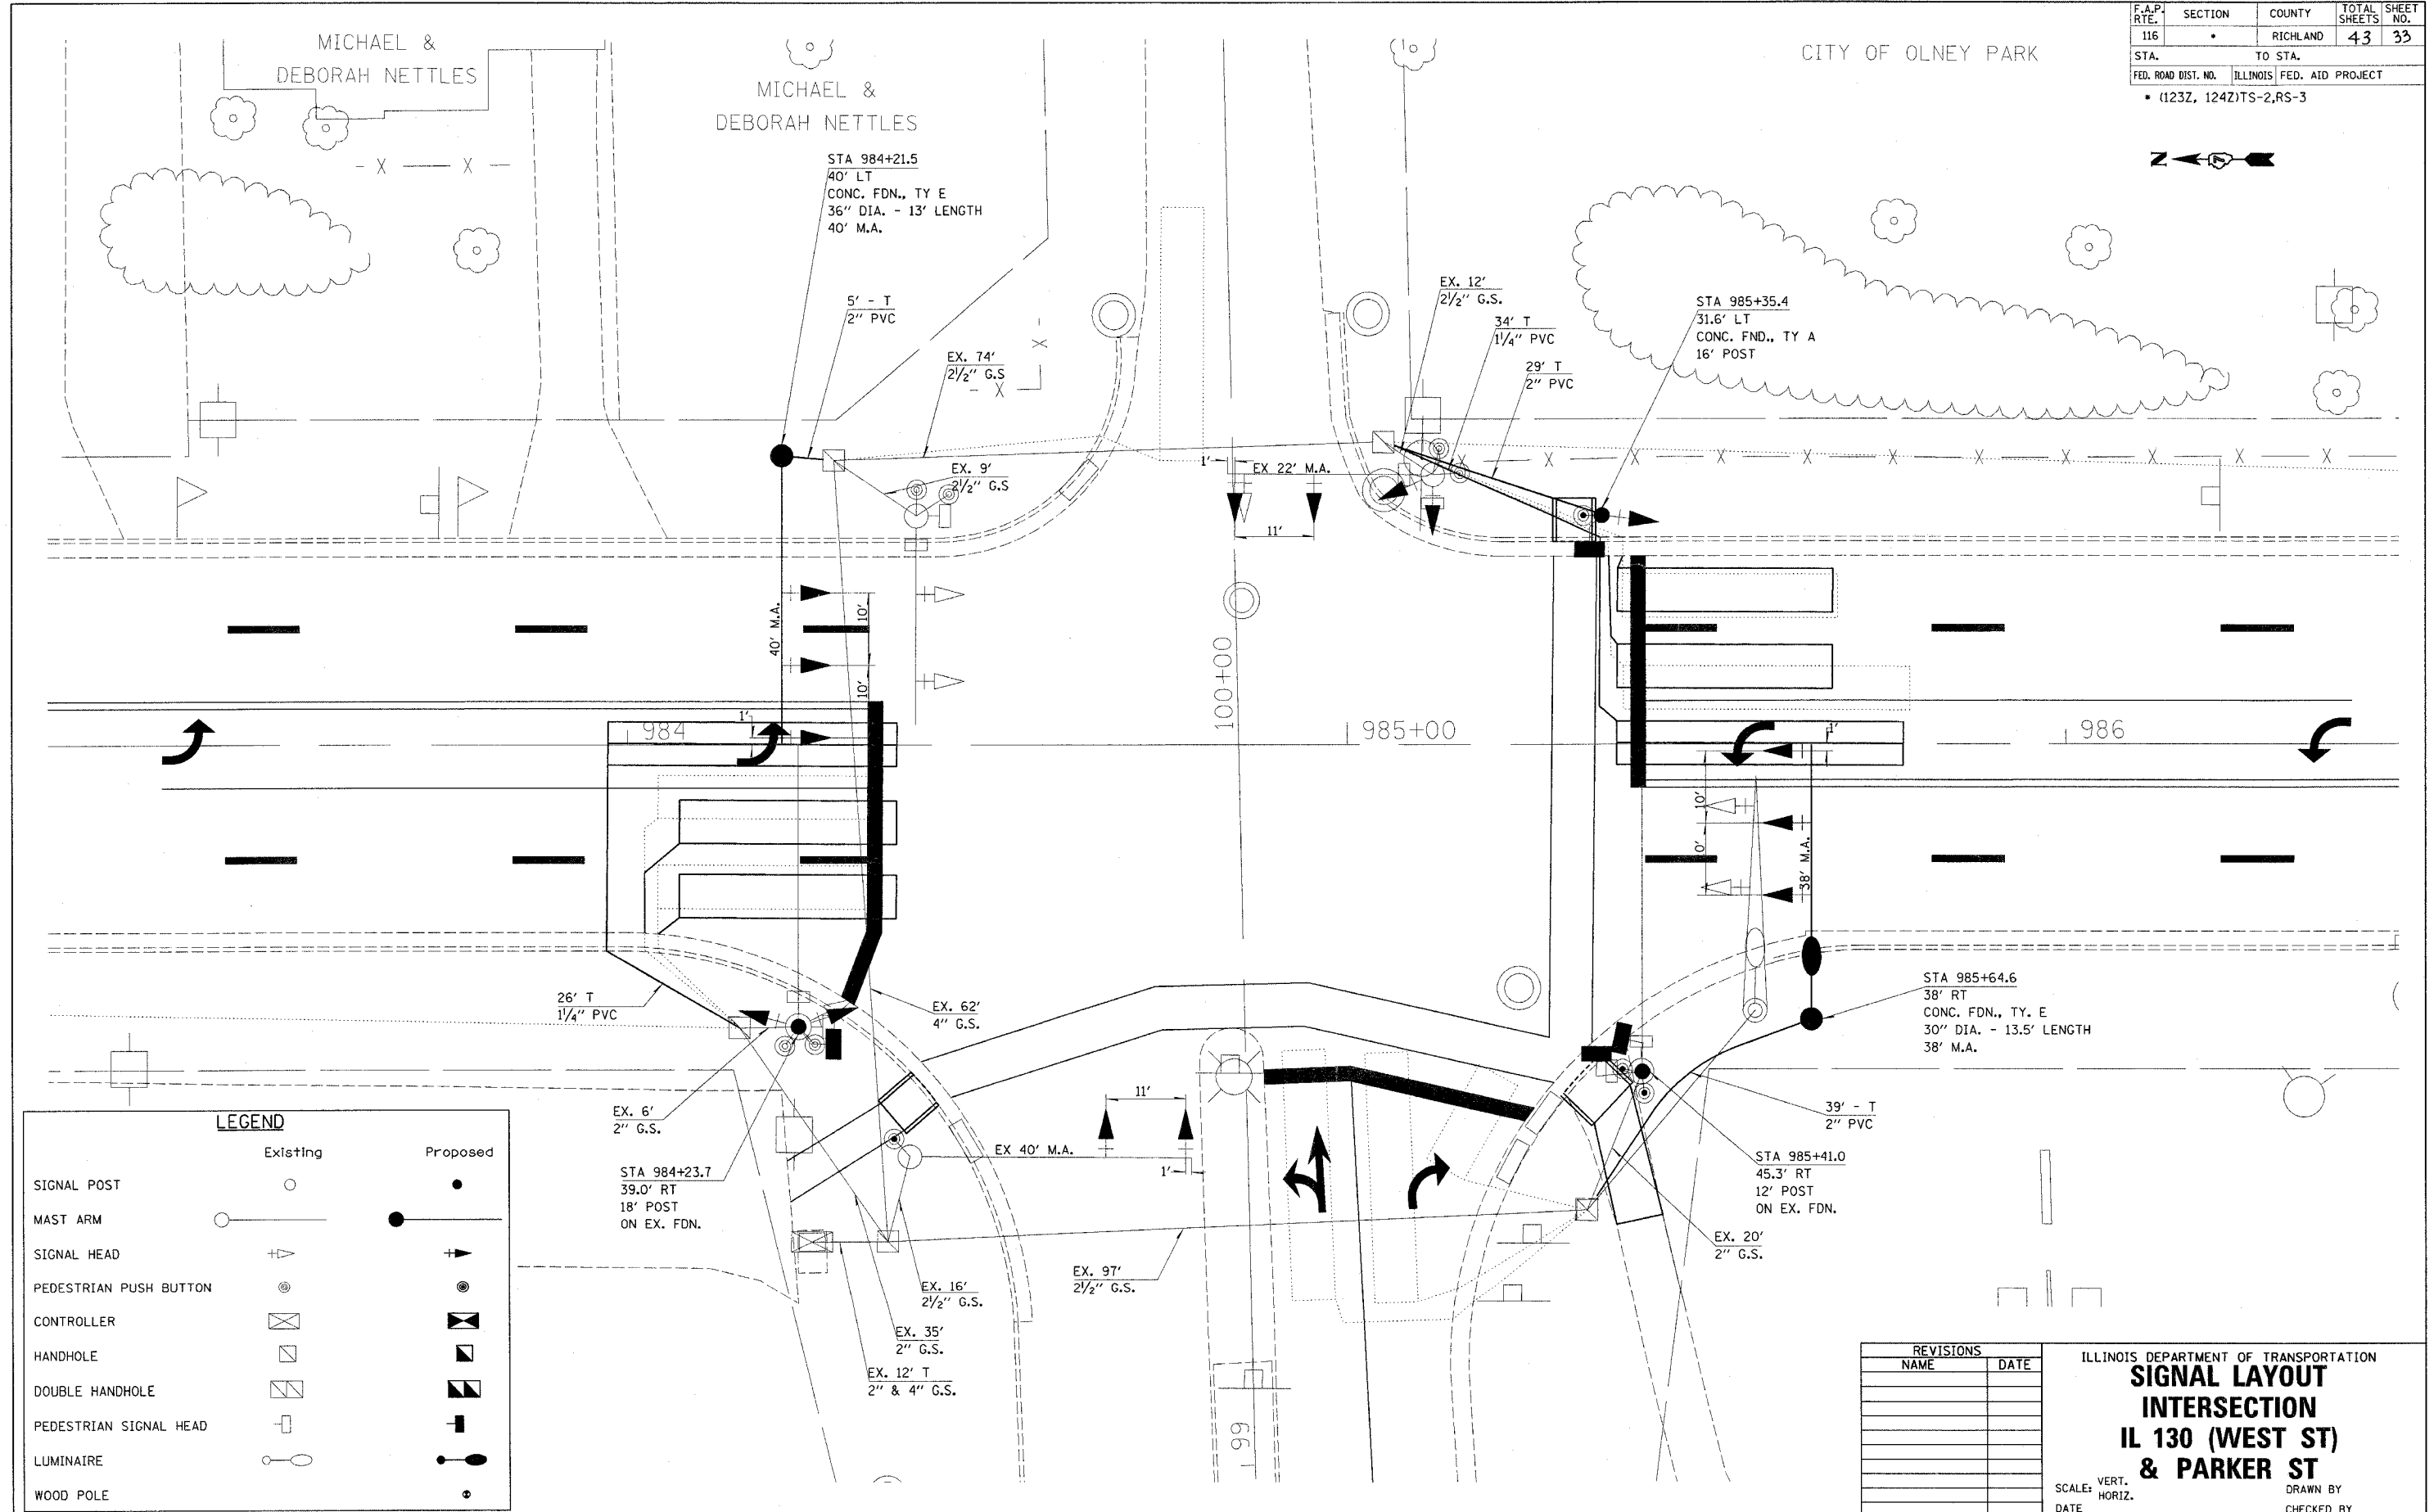 F.A.P. RTE. SECTION COUNTY TOTAL SHEETS SHEET NO.
116 • RICHLAND 43 33
STA. TO STA.
FED. ROAD DIST. NO. ILLINOIS FED. AID PROJECT
* (123Z, 124Z)TS-2,RS-3
N
MICHAEL &
DEBORAH NETTLES
MICHAEL &
DEBORAH NETTLES
CITY OF OLNEY PARK
STA 984+21.5
40' LT
CONC. FDN., TY E
36" DIA. - 13' LENGTH
40' M.A.
5' - T
2" PVC
EX. 74'
2½" G.S
EX. 9'
2½" G.S
EX. 12'
2½" G.S.
34' T
1¼" PVC
29' T
2" PVC
STA 985+35.4
31.6' LT
CONC. FND., TY A
16' POST
X X
X
X
X X X X X X X X X X X
1'
EX 22' M.A.
11'
40' M.A.
10'
10'
1'
984
100+00
985+00
986
1'
10'
10'
38' M.A.
26' T
1¼" PVC
EX. 62'
4" G.S.
STA 985+64.6
38' RT
CONC. FDN., TY. E
30" DIA. - 13.5' LENGTH
38' M.A.
EX. 6'
2" G.S.
11'
EX 40' M.A.
1'
39' - T
2" PVC
STA 984+23.7
39.0' RT
18' POST
ON EX. FDN.
STA 985+41.0
45.3' RT
12' POST
ON EX. FDN.
EX. 20'
2" G.S.
EX. 97'
2½" G.S.
EX. 16'
2½" G.S.
EX. 35'
2" G.S.
EX. 12' T
2" & 4" G.S.
99
LEGEND
Existing Proposed
SIGNAL POST
MAST ARM
SIGNAL HEAD
PEDESTRIAN PUSH BUTTON
CONTROLLER
HANDHOLE
DOUBLE HANDHOLE
PEDESTRIAN SIGNAL HEAD
LUMINAIRE
WOOD POLE
REVISIONS
NAME DATE
ILLINOIS DEPARTMENT OF TRANSPORTATION
SIGNAL LAYOUT
INTERSECTION
IL 130 (WEST ST)
& PARKER ST
SCALE: VERT.
HORIZ.
DRAWN BY
DATE
CHECKED BY